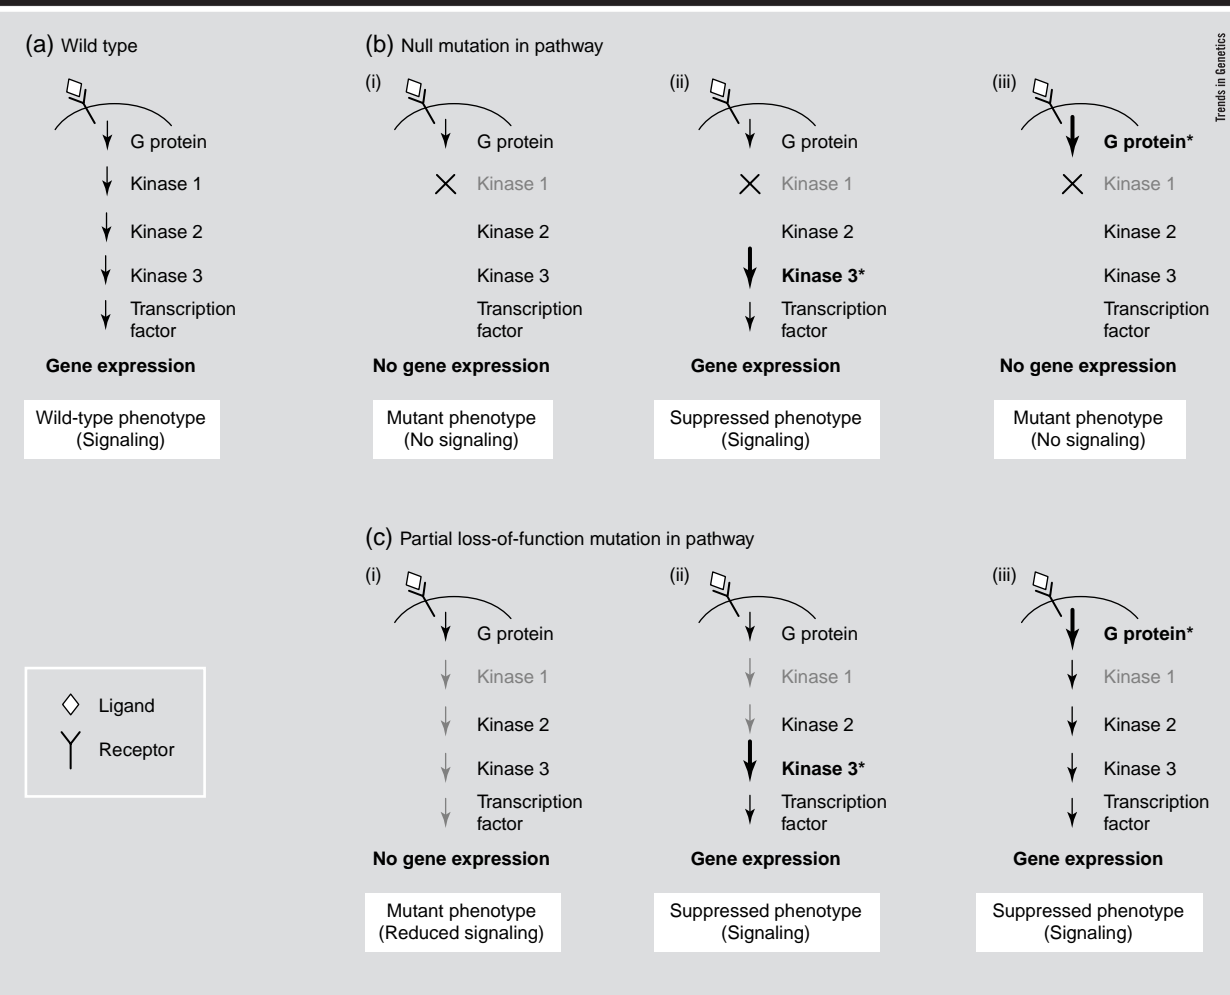 (a) Wild type
G protein
Kinase 1
Kinase 2
Kinase 3
Transcription
factor
Gene expression
Wild-type phenotype
(Signaling)
(b) Null mutation in pathway
(i)
G protein
Kinase 1
Kinase 2
Kinase 3
Transcription
factor
No gene expression
Mutant phenotype
(No signaling)
(ii)
G protein
Kinase 1
Kinase 2
Kinase 3*
Transcription
factor
Gene expression
Suppressed phenotype
(Signaling)
(iii)
G protein*
Kinase 1
Kinase 2
Kinase 3
Transcription
factor
No gene expression
Mutant phenotype
(No signaling)
Trends in Genetics
(c) Partial loss-of-function mutation in pathway
(i)
G protein
Kinase 1
Kinase 2
Kinase 3
Transcription
factor
No gene expression
Mutant phenotype
(Reduced signaling)
(ii)
G protein
Kinase 1
Kinase 2
Kinase 3*
Transcription
factor
Gene expression
Suppressed phenotype
(Signaling)
(iii)
G protein*
Kinase 1
Kinase 2
Kinase 3
Transcription
factor
Gene expression
Suppressed phenotype
(Signaling)
Ligand
Receptor